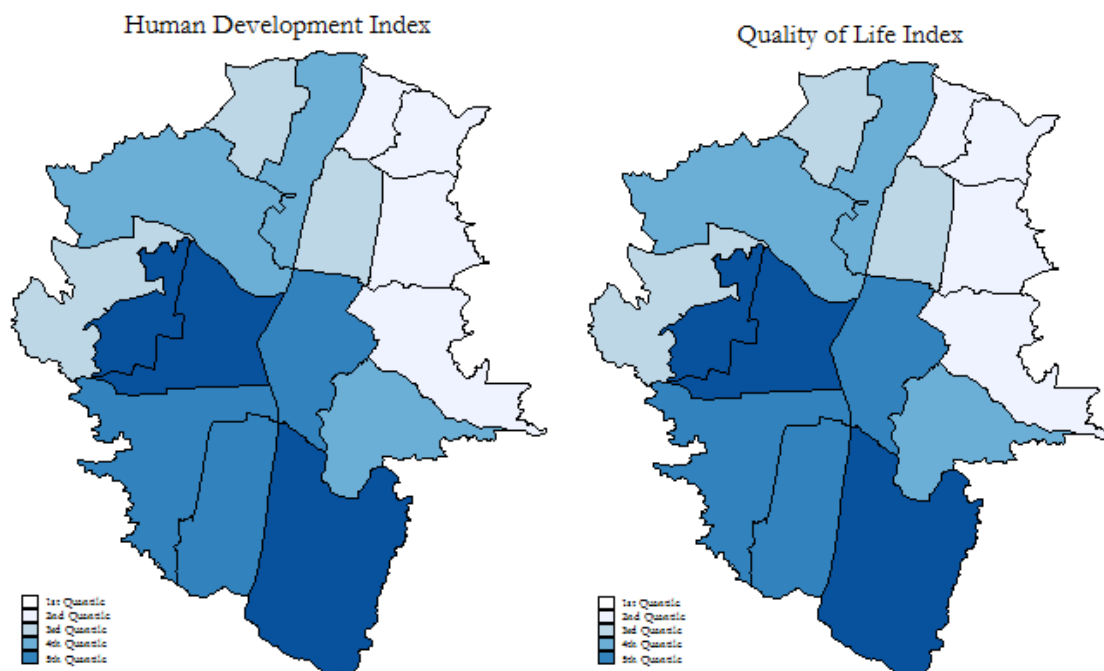 Human Development Index
Quality of Life Index
1st Quantile
2nd Quantile
3rd Quantile
4th Quantile
5th Quantile
1st Quantile
2nd Quantile
3rd Quantile
4th Quantile
5th Quantile